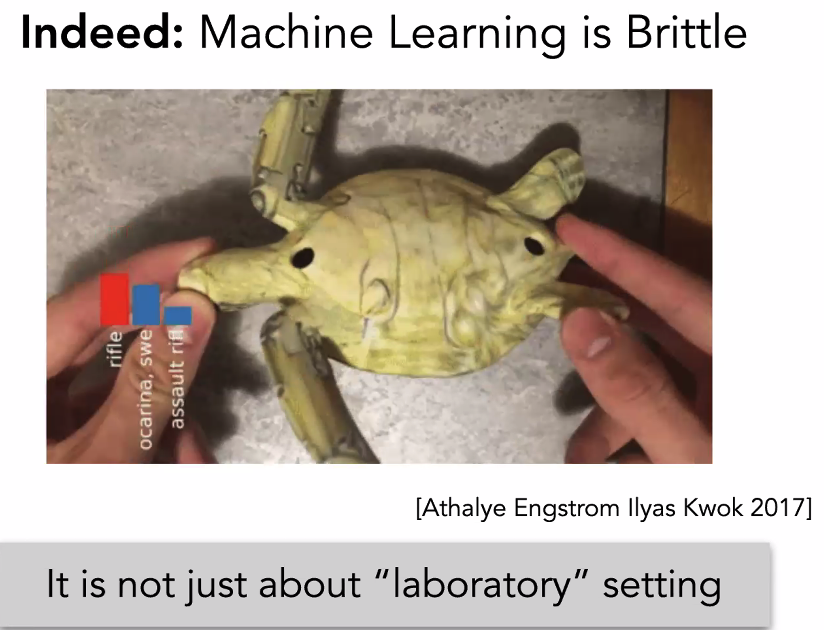 Indeed: Machine Learning is Brittle
rifle
ocarina, swe
assault rifl
[Athalye Engstrom Ilyas Kwok 2017]
It is not just about “laboratory” setting